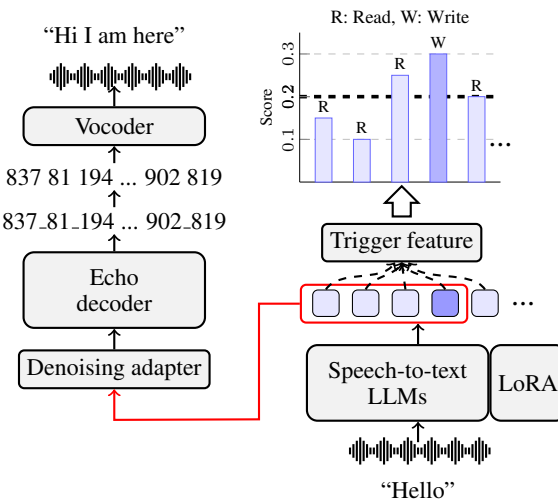 “Hi I am here”
Vocoder
837 81 194 ... 902 819
837_81_194 ... 902_819
Echo
decoder
Denoising adapter
R: Read, W: Write
Score
0.3
0.2
0.1
R
R
R
W
R
...
Trigger feature
...
Speech-to-text
LLMs
LoRA
“Hello”